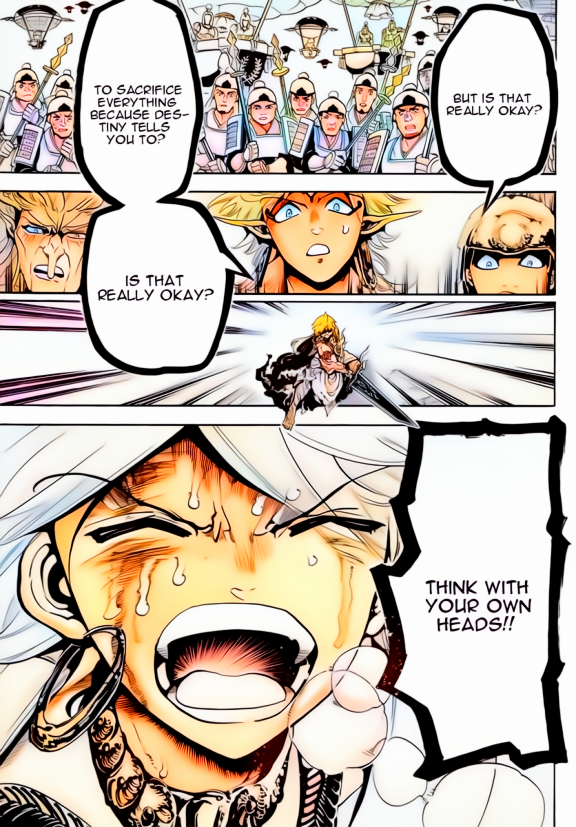 BUT IS THAT
REALLY OKAY?
TO SACRIFICE
EVERYTHING
BECAUSE DES-
TINY TELLS
YOU TO?
IS THAT
REALLY OKAY?
THINK WITH
YOUR OWN
HEADS!!